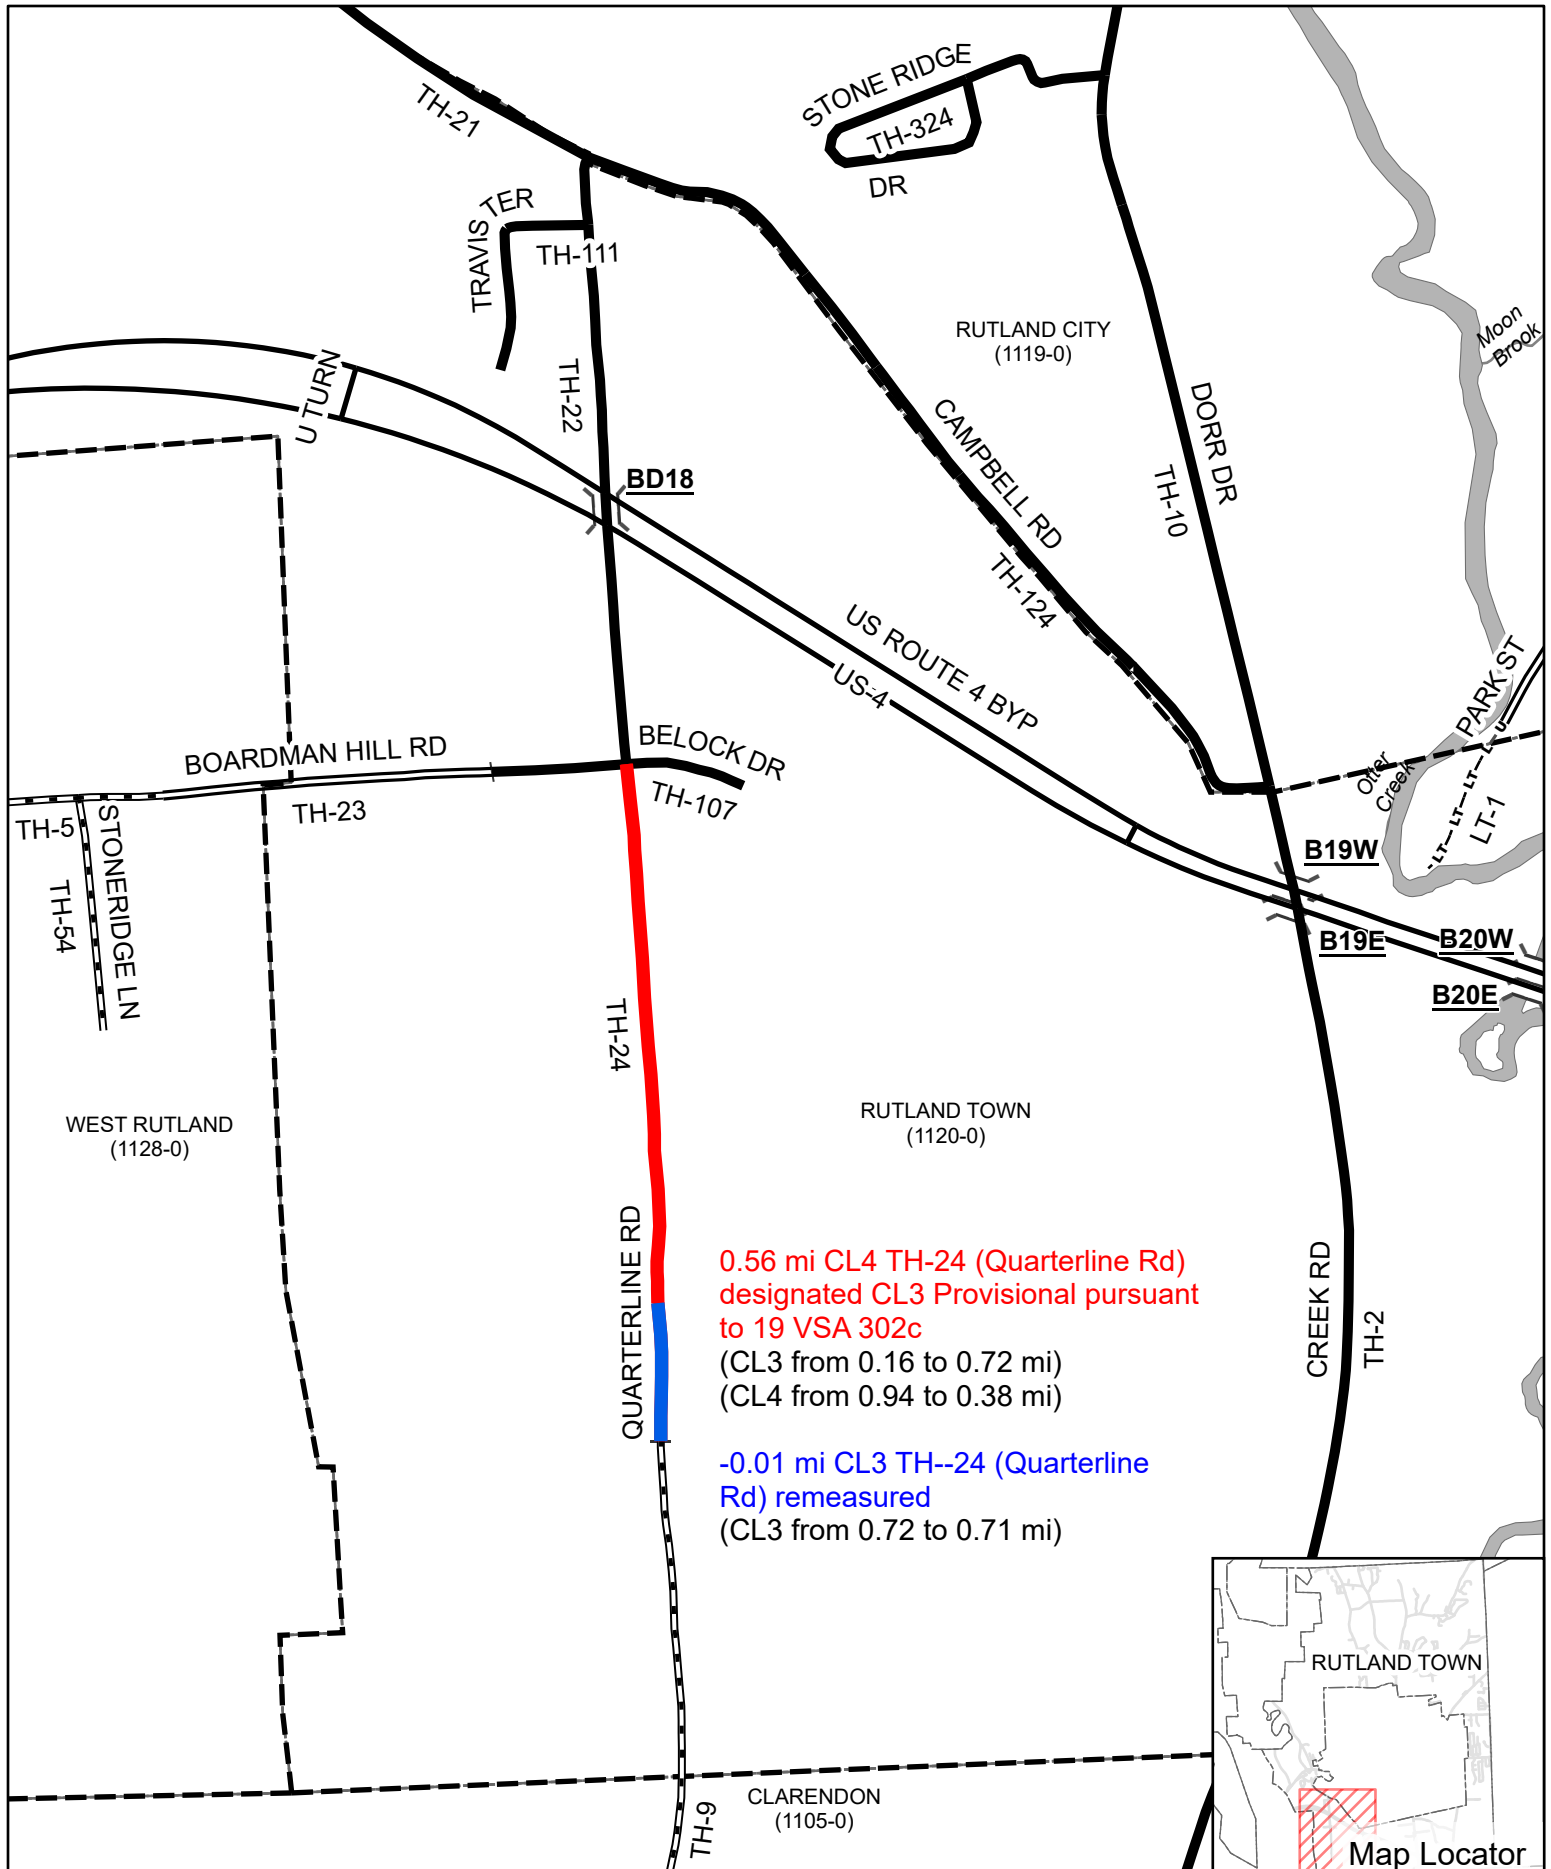 STONE RIDGE
TH-324
DR
TH-21
TRAVIS TER
TH-111
RUTLAND CITY
(1119-0)
Moon
Brook
U TURN
TH-22
CAMPBELL RD
DORR DR
TH-10
BD18
TH-124
US ROUTE 4 BYP
US-4
PARK ST
BOARDMAN HILL RD
BELOCK DR
Otter
Creek
LT
LT
LT
U
LT-1
TH-5
TH-23
TH-107
STONERIDGE LN
TH-54
B19W
B19E
B20W
B20E
TH-24
WEST RUTLAND
(1128-0)
RUTLAND TOWN
(1120-0)
QUARTERLINE RD
0.56 mi CL4 TH-24 (Quarterline Rd)
designated CL3 Provisional pursuant
to 19 VSA 302c
(CL3 from 0.16 to 0.72 mi)
(CL4 from 0.94 to 0.38 mi)
CREEK RD
TH-2
-0.01 mi CL3 TH--24 (Quarterline
Rd) remeasured
(CL3 from 0.72 to 0.71 mi)
RUTLAND TOWN
CLARENDON
(1105-0)
TH-9
Map Locator